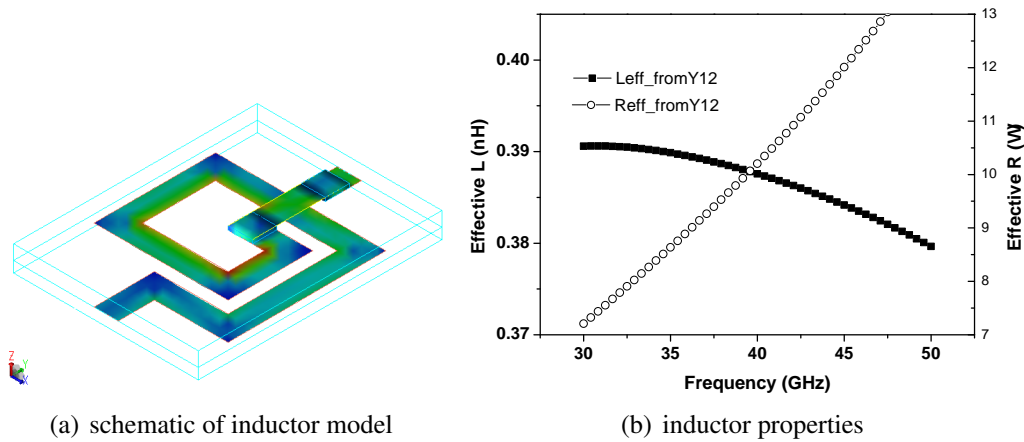 Z
Y
X
(a) schematic of inductor model
Leff_fromY12
Reff_fromY12
Effective L (nH)
0.40
0.39
0.38
0.37
13
12
11
10
9
8
7
Effective R (W)
30 35 40 45 50
Frequency (GHz)
(b) inductor properties